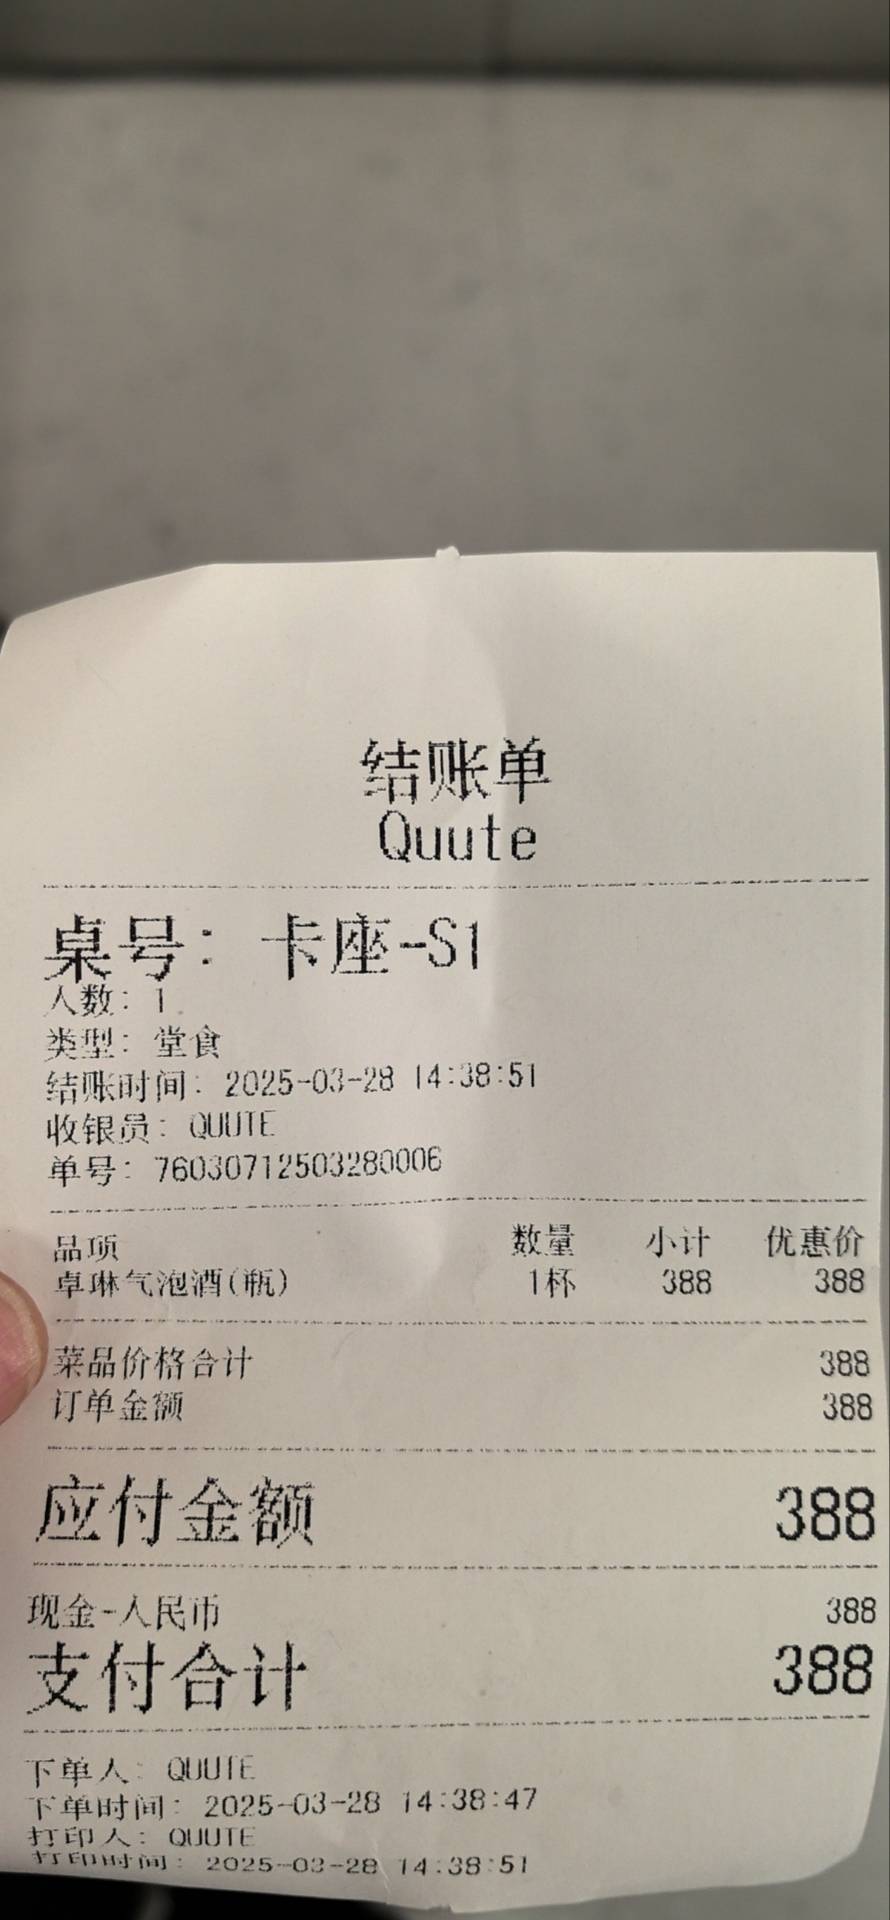 结账单
Quute
桌号: 卡座-S1
人数: 1
类型: 堂食
结账时间: 2025-03-28 14:38:51
收银员: QUUTE
单号: 76030712503280006
品项 数量 小计 优惠价
卓琳气泡酒(瓶) 1杯 388 388
菜品价格合计 388
订单金额 388
应付金额 388
现金-人民币 388
支付合计 388
下单人: QUUTE
下单时间: 2025-03-28 14:38:47
打印人: QUUTE
打印时间: 2025-03-28 14:38:51